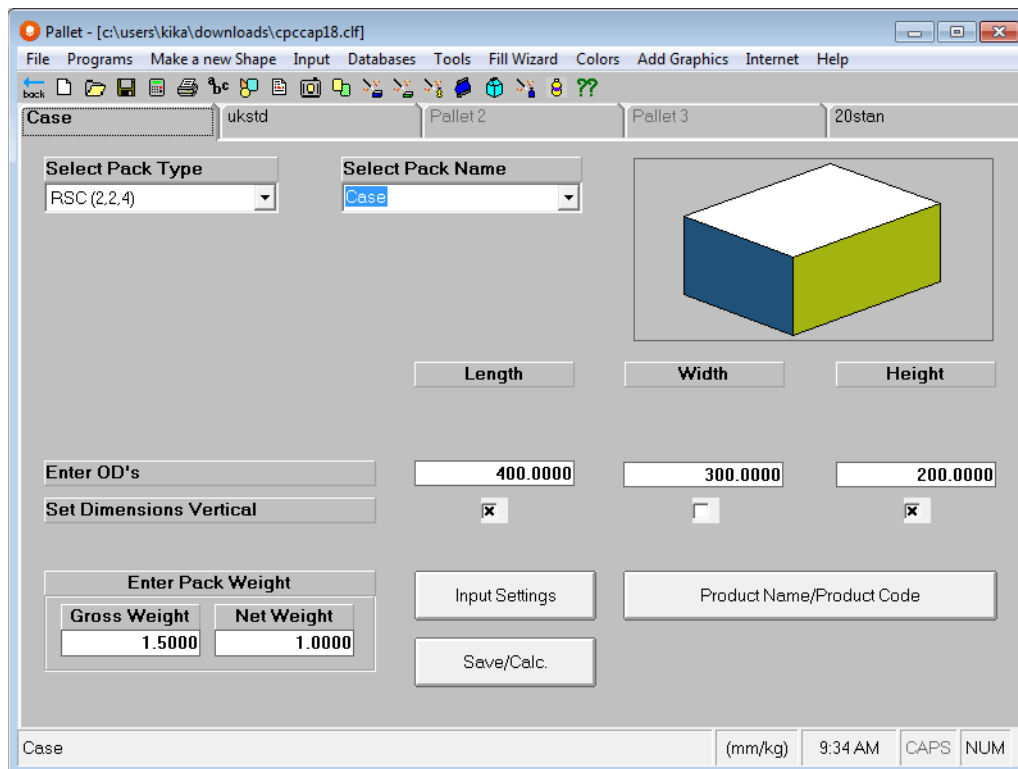 Pallet - [c:\users\kika\downloads\cpccap18.clf]
File Programs Make a new Shape Input Databases Tools Fill Wizard Colors Add Graphics Internet Help
back abc ??
Case ukstd Pallet 2 Pallet 3 20stan
Select Pack Type Select Pack Name
RSC (2,2,4) Case
Length Width Height
Enter OD's 400.0000 300.0000 200.0000
Set Dimensions Vertical
Enter Pack Weight
Gross Weight Net Weight
1.5000 1.0000
Input Settings Product Name/Product Code
Save/Calc.
Case (mm/kg) 9:34 AM CAPS NUM